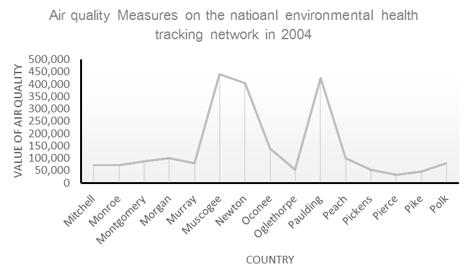 Air quality Measures on the natioanl environmental health
tracking network in 2004
VALUE OF AIR QUALITY
500,000
450,000
400,000
350,000
300,000
250,000
200,000
150,000
100,000
50,000
0
Mitchell
Monroe
Montgomery
Morgan
Murray
Muscogee
Newton
Oconee
Oglethorpe
Paulding
Peach
Pickens
Pierce
Pike
Polk
COUNTRY